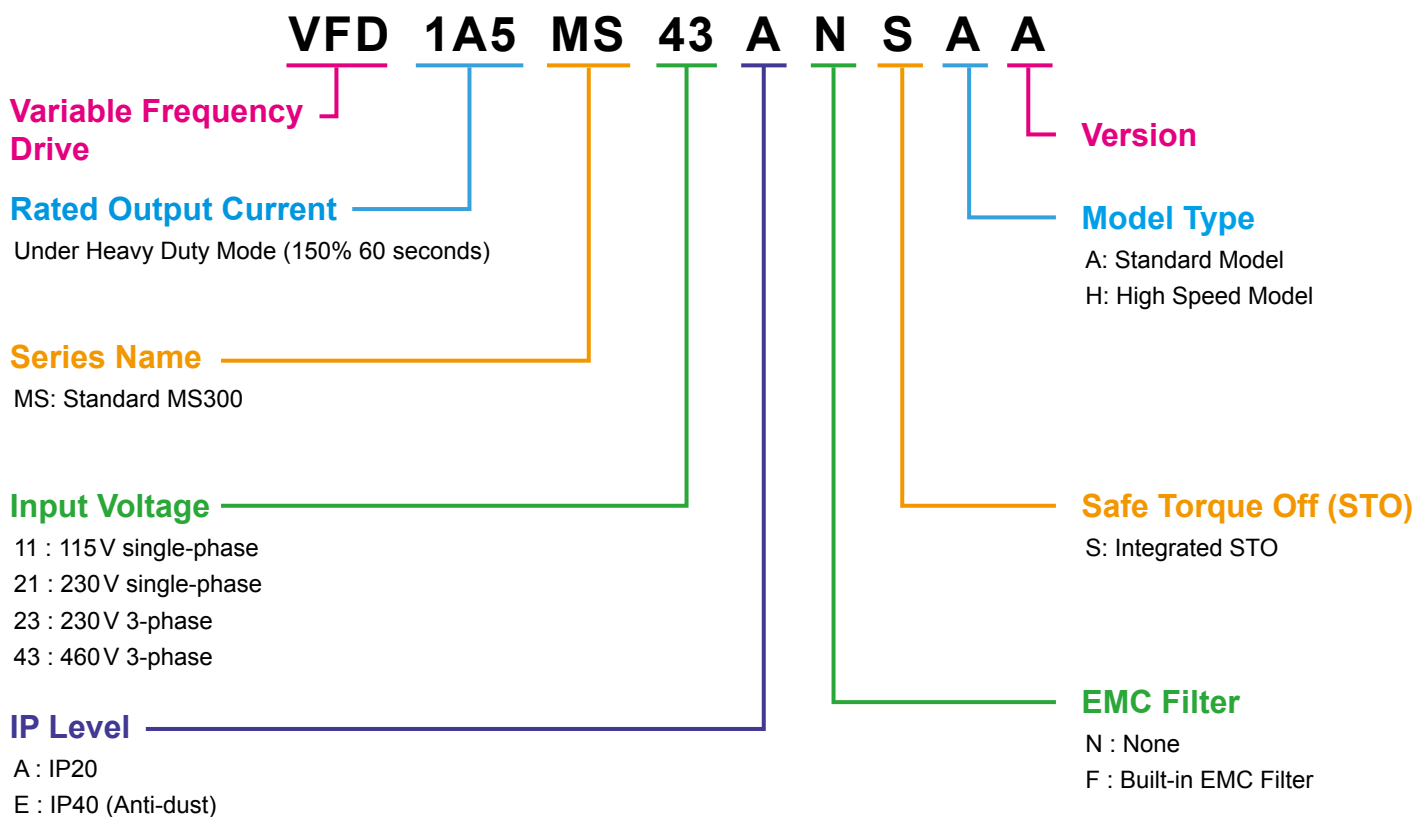 VFD 1A5 MS 43 A N S A A
Variable Frequency
Drive
Rated Output Current
Under Heavy Duty Mode (150% 60 seconds)
Series Name
MS: Standard MS300
Input Voltage
11 : 115V single-phase
21 : 230V single-phase
23 : 230V 3-phase
43 : 460V 3-phase
IP Level
A : IP20
E : IP40 (Anti-dust)
Version
Model Type
A: Standard Model
H: High Speed Model
Safe Torque Off (STO)
S: Integrated STO
EMC Filter
N : None
F : Built-in EMC Filter